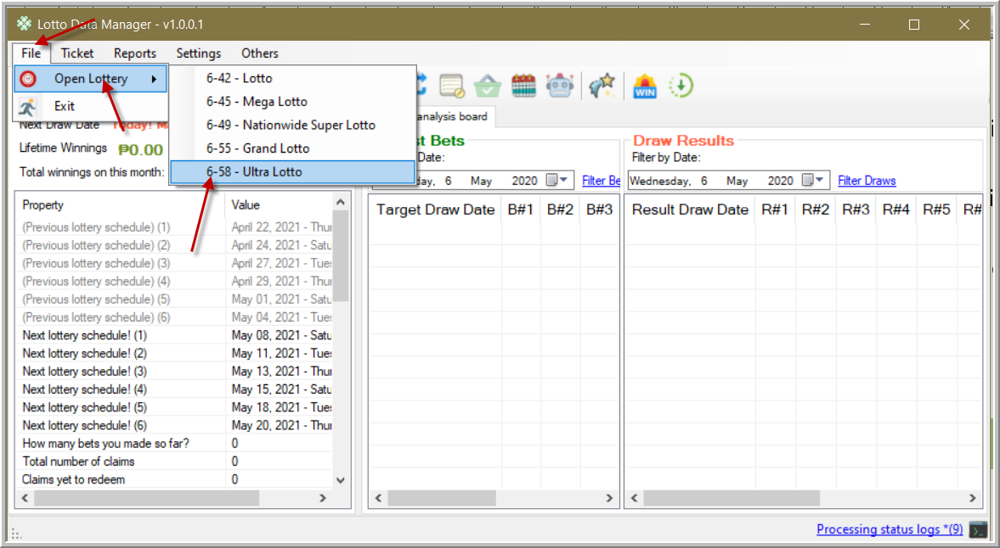 Lotto Data Manager - v1.0.0.1
File Ticket Reports Settings Others
Open Lottery
Exit
6-42 - Lotto
6-45 - Mega Lotto
6-49 - Nationwide Super Lotto
6-55 - Grand Lotto
6-58 - Ultra Lotto
WIN
analysis board
Next Draw Date Today!
Lifetime Winnings ₱0.00
Total winnings on this month:
Property Value
(Previous lottery schedule) (1) April 22, 2021 - Thur
(Previous lottery schedule) (2) April 24, 2021 - Satu
(Previous lottery schedule) (3) April 27, 2021 - Tues
(Previous lottery schedule) (4) April 29, 2021 - Thur
(Previous lottery schedule) (5) May 01, 2021 - Satu
(Previous lottery schedule) (6) May 04, 2021 - Tues
Next lottery schedule! (1) May 08, 2021 - Satu
Next lottery schedule! (2) May 11, 2021 - Tues
Next lottery schedule! (3) May 13, 2021 - Thur
Next lottery schedule! (4) May 15, 2021 - Satu
Next lottery schedule! (5) May 18, 2021 - Tues
Next lottery schedule! (6) May 20, 2021 - Thur
How many bets you made so far? 0
Total number of claims 0
Claims yet to redeem 0
st Bets
Date:
day, 6 May 2020 Filter Be
Target Draw Date B#1 B#2 B#3
Draw Results
Filter by Date:
Wednesday, 6 May 2020 Filter Draws
Result Draw Date R#1 R#2 R#3 R#4 R#5 R#
Processing status logs *(9)